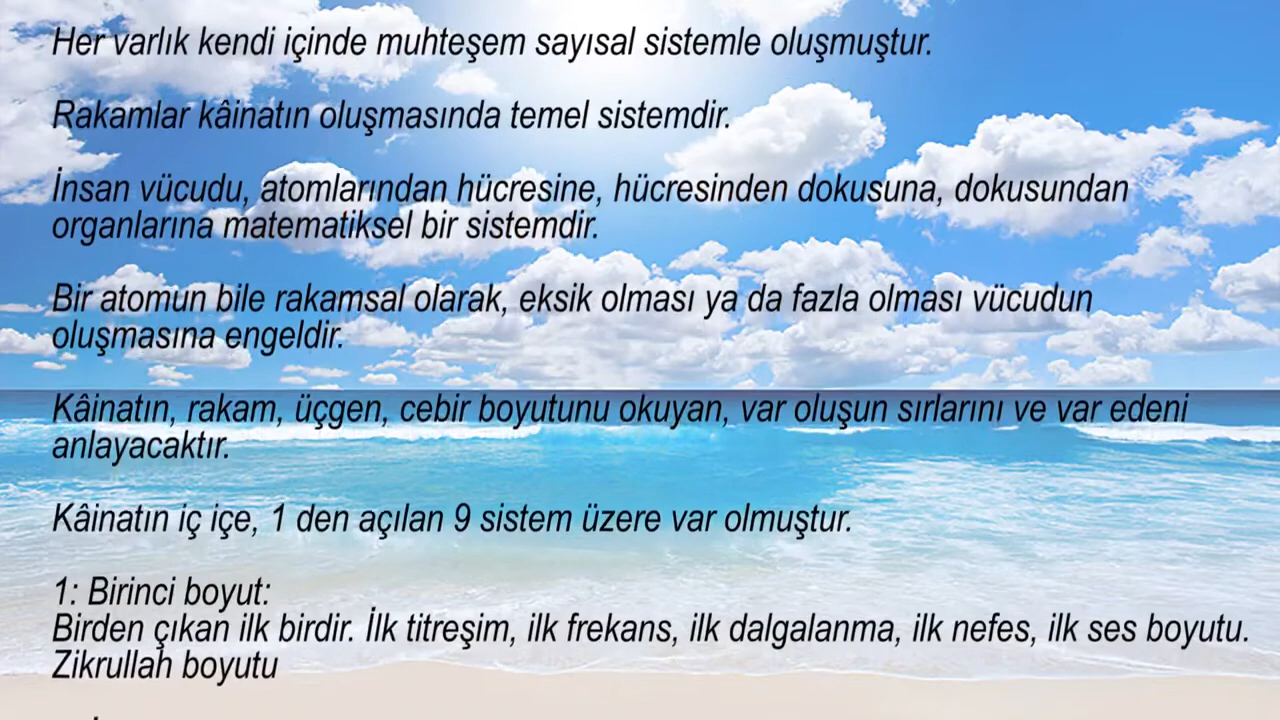 Her varlık kendi içinde muhteşem sayısal sistemle oluşmuştur.
Rakamlar kâinatın oluşmasında temel sistemdir.
İnsan vücudu, atomlarından hücresine, hücresinden dokusuna, dokusundan
organlarına matematiksel bir sistemdir.
Bir atomun bile rakamsal olarak, eksik olması ya da fazla olması vücudun
oluşmasına engeldir.
Kâinatın, rakam, üçgen, cebir boyutunu okuyan, var oluşun sırlarını ve var edeni
anlayacaktır.
Kâinatın iç içe, 1 den açılan 9 sistem üzere var olmuştur.
1: Birinci boyut:
Birden çıkan ilk birdir. İlk titreşim, ilk frekans, ilk dalgalanma, ilk nefes, ilk ses boyutu.
Zikrullah boyutu